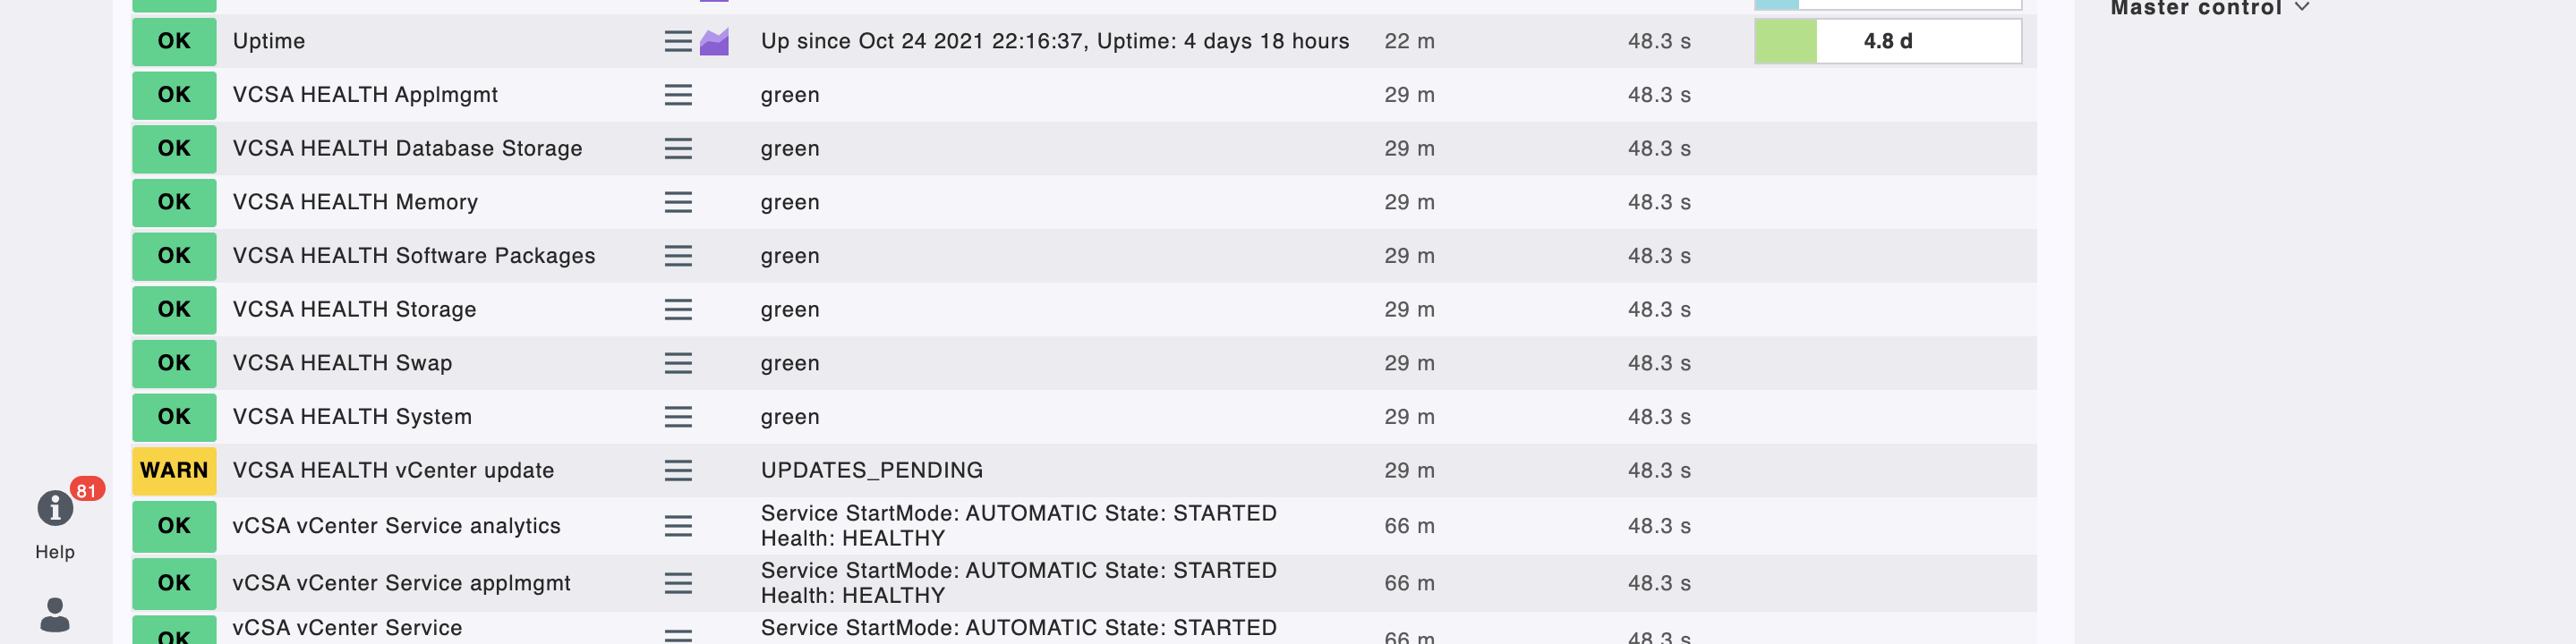 Master control
OK Uptime Up since Oct 24 2021 22:16:37, Uptime: 4 days 18 hours 22 m 48.3 s 4.8 d
OK VCSA HEALTH Applmgmt green 29 m 48.3 s
OK VCSA HEALTH Database Storage green 29 m 48.3 s
OK VCSA HEALTH Memory green 29 m 48.3 s
OK VCSA HEALTH Software Packages green 29 m 48.3 s
OK VCSA HEALTH Storage green 29 m 48.3 s
OK VCSA HEALTH Swap green 29 m 48.3 s
OK VCSA HEALTH System green 29 m 48.3 s
WARN VCSA HEALTH vCenter update UPDATES_PENDING 29 m 48.3 s
81
Help
OK vCSA vCenter Service analytics Service StartMode: AUTOMATIC State: STARTED 66 m 48.3 s
Health: HEALTHY
OK vCSA vCenter Service applmgmt Service StartMode: AUTOMATIC State: STARTED 66 m 48.3 s
Health: HEALTHY
OK vCSA vCenter Service Service StartMode: AUTOMATIC State: STARTED 66 m 48.3 s